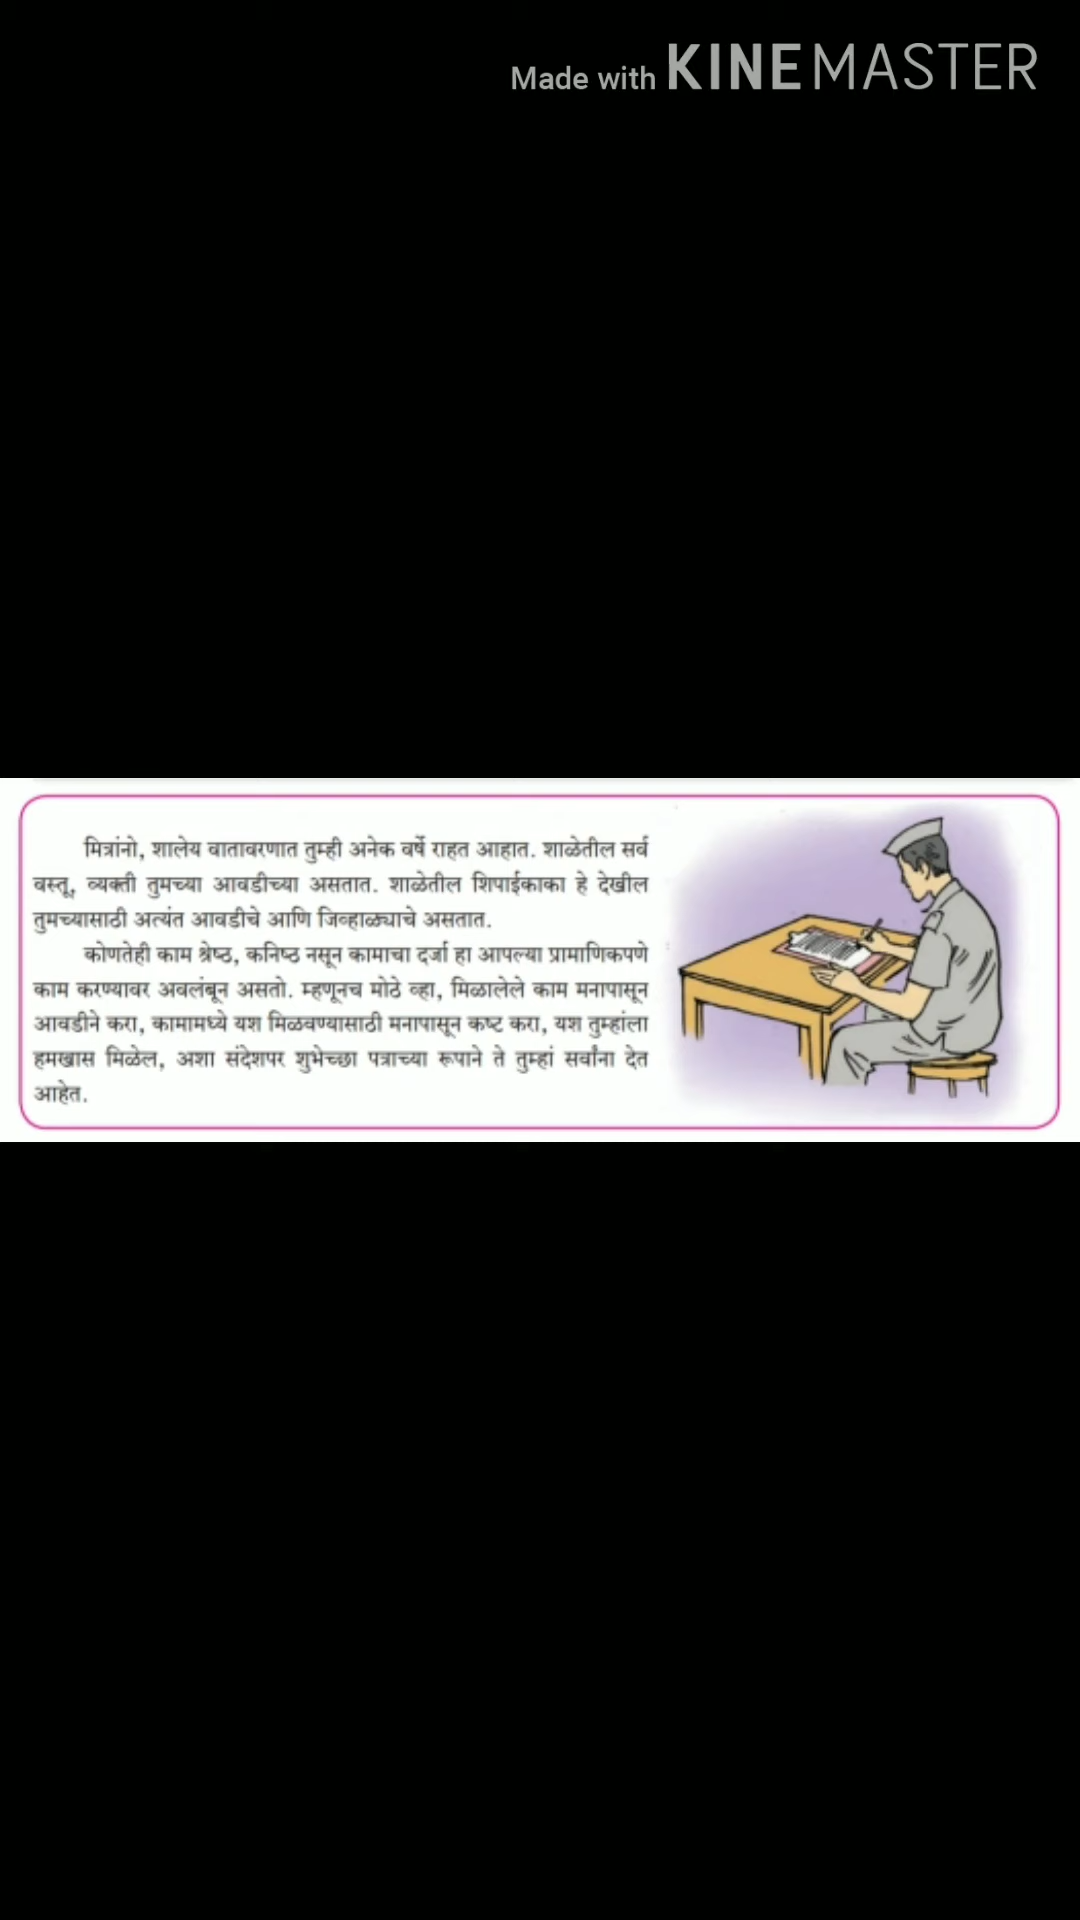 Made with KINEMASTER
मित्रांनो, शालेय वातावरणात तुम्ही अनेक वर्षे राहत आहात. शाळेतील सर्व
वस्तू, व्यक्ती तुमच्या आवडीच्या असतात. शाळेतील शिपाईकाका हे देखील
तुमच्यासाठी अत्यंत आवडीचे आणि जिव्हाळ्याचे असतात.
कोणतेही काम श्रेष्ठ, कनिष्ठ नसून कामाचा दर्जा हा आपल्या प्रामाणिकपणे
काम करण्यावर अवलंबून असतो. म्हणूनच मोठे व्हा, मिळालेले काम मनापासून
आवडीने करा, कामामध्ये यश मिळवण्यासाठी मनापासून कष्ट करा, यश तुम्हांला
हमखास मिळेल, अशा संदेशपर शुभेच्छा पत्राच्या रूपाने ते तुम्हां सर्वांना देत
आहेत.